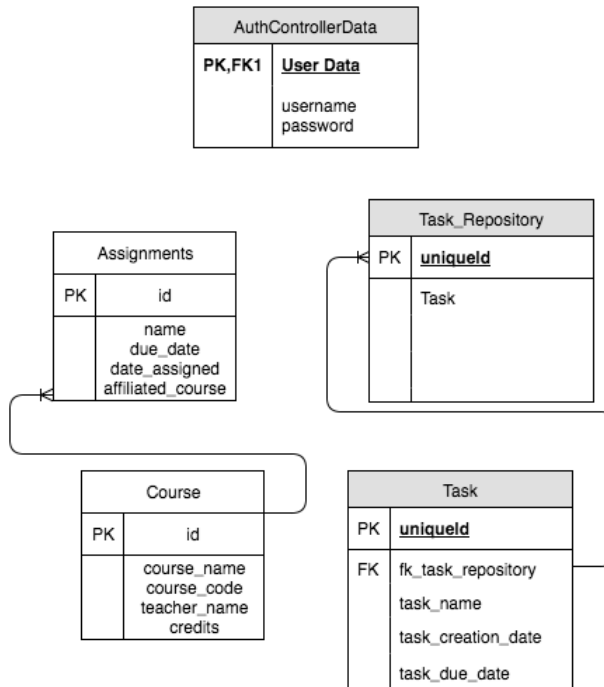 AuthControllerData
PK,FK1 User Data
username
password
Assignments
PK id
name
due_date
date_assigned
affiliated_course
Task_Repository
PK uniqueId
Task
Course
PK id
course_name
course_code
teacher_name
credits
Task
PK uniqueId
FK fk_task_repository
task_name
task_creation_date
task_due_date